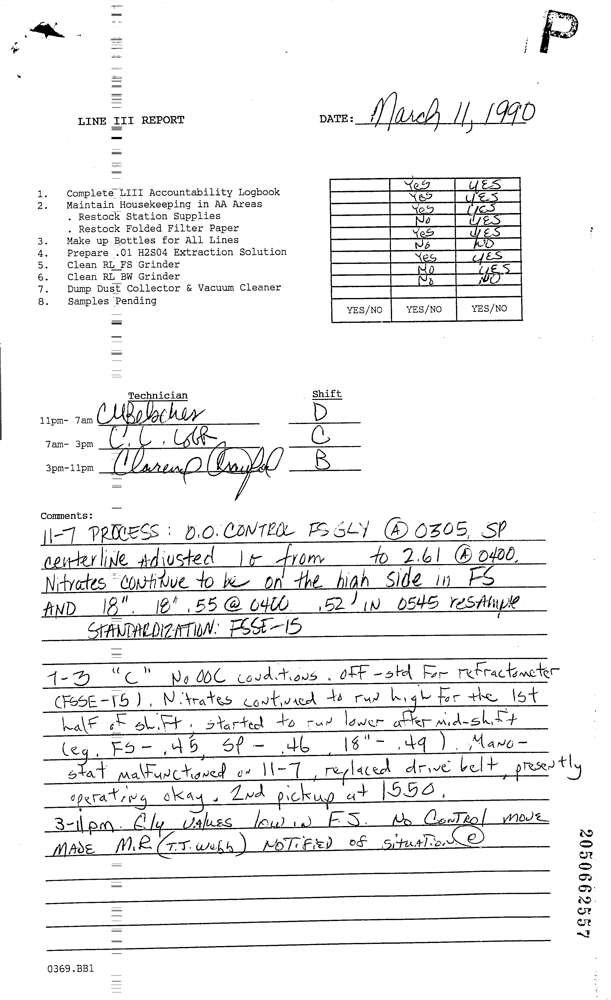 P
LINE III REPORT
DATE: March 11, 1990
1. Complete LIII Accountability Logbook
2. Maintain Housekeeping in AA Areas
. Restock Station Supplies
. Restock Folded Filter Paper
3. Make up Bottles for All Lines
4. Prepare .01 H2S04 Extraction Solution
5. Clean RL FS Grinder
6. Clean RL BW Grinder
7. Dump Dust Collector & Vacuum Cleaner
8. Samples Pending
Yes YES
Yes YES
Yes YES
No YES
Yes YES
No NO
Yes YES
No YES
No NO
YES/NO YES/NO YES/NO
Technician Shift
11pm- 7am D
7am- 3pm C.L. C
3pm-11pm B
Comments:
11-7 PROCESS: O.O. CONTROL FS GLY @ 0305, SP
centerline Adjusted 1σ from to 2.61 @ 0400,
Nitrates continue to be on the high side in FS
AND 18". 18" .55 @ 0400 .52 IN 0545 resample
STANDARDIZATION: FSSE-15
7-3 "C" No OOC conditions. Off-std For refractometer
(FSSE-15). Nitrates continued to run high for the 1st
half of shift, started to run lower after mid-shift
(eg. FS - .45, SP - .46, 18" - .49). Mano-
stat malfunctioned on 11-7, replaced drive belt, presently
operating okay. 2nd pickup at 1550.
3-11pm. Gly values low in F.S. No Control move
MADE M.R. (T.J. Webb) NOTIFIED OF situation
2050662557
0369.BB1